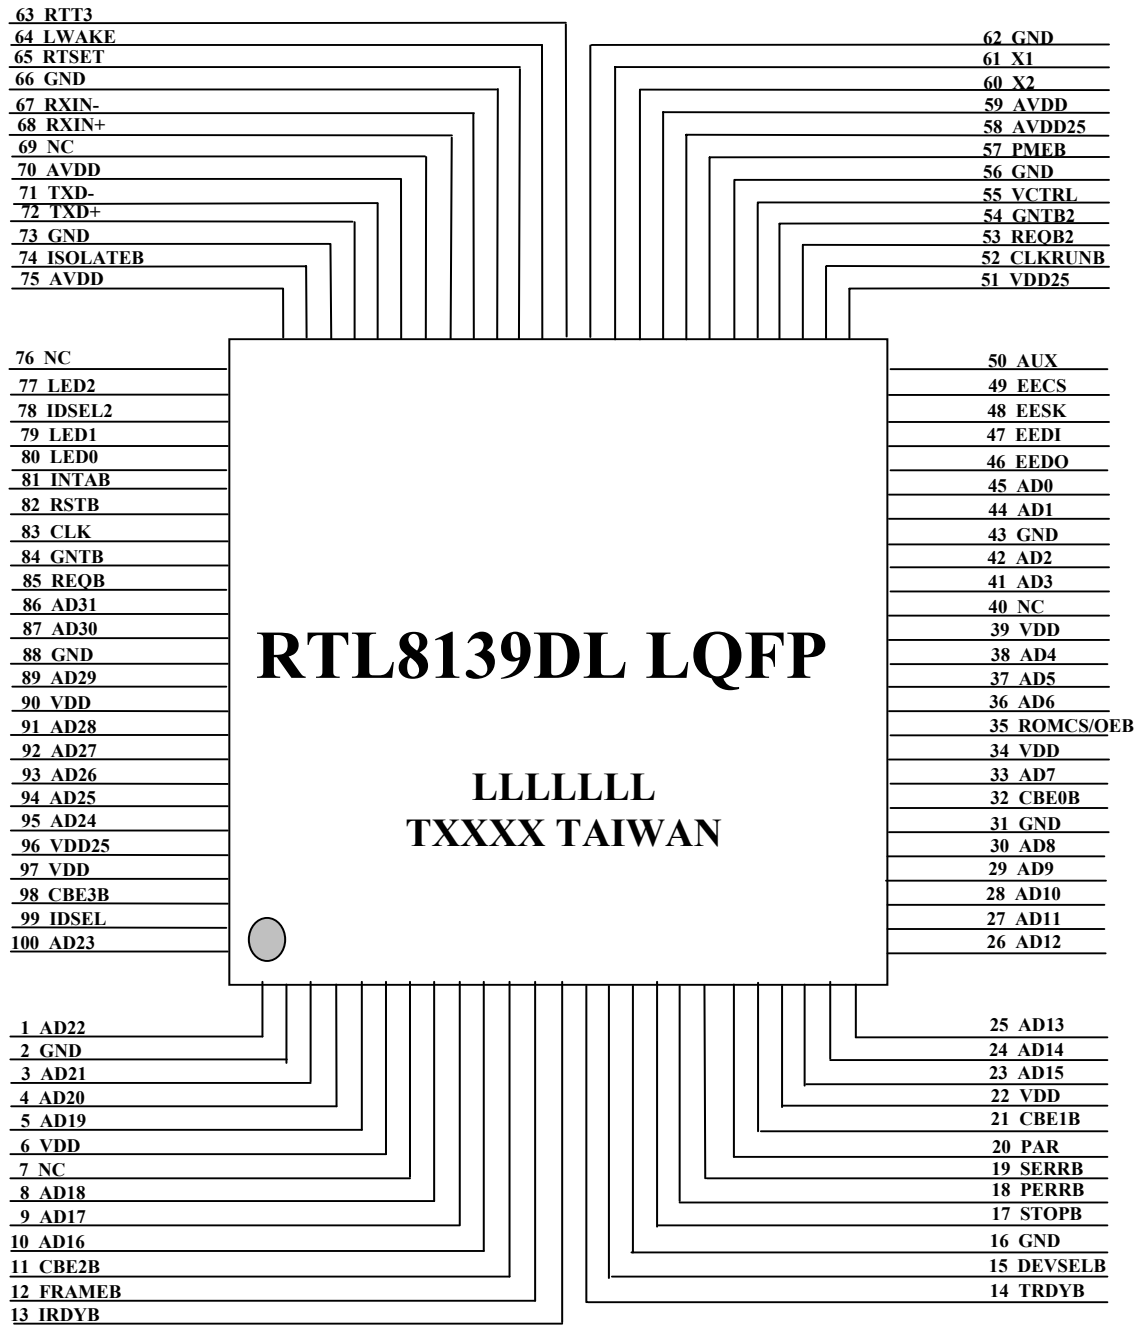 63 RTT3
64 LWAKE
65 RTSET
66 GND
67 RXIN-
68 RXIN+
69 NC
70 AVDD
71 TXD-
72 TXD+
73 GND
74 ISOLATEB
75 AVDD
62 GND
61 X1
60 X2
59 AVDD
58 AVDD25
57 PMEB
56 GND
55 VCTRL
54 GNTB2
53 REQB2
52 CLKRUNB
51 VDD25
76 NC
77 LED2
78 IDSEL2
79 LED1
80 LED0
81 INTAB
82 RSTB
83 CLK
84 GNTB
85 REQB
86 AD31
87 AD30
88 GND
89 AD29
90 VDD
91 AD28
92 AD27
93 AD26
94 AD25
95 AD24
96 VDD25
97 VDD
98 CBE3B
99 IDSEL
100 AD23
RTL8139DL LQFP
LLLLLLL
TXXXX TAIWAN
50 AUX
49 EECS
48 EESK
47 EEDI
46 EEDO
45 AD0
44 AD1
43 GND
42 AD2
41 AD3
40 NC
39 VDD
38 AD4
37 AD5
36 AD6
35 ROMCS/OEB
34 VDD
33 AD7
32 CBE0B
31 GND
30 AD8
29 AD9
28 AD10
27 AD11
26 AD12
1 AD22
2 GND
3 AD21
4 AD20
5 AD19
6 VDD
7 NC
8 AD18
9 AD17
10 AD16
11 CBE2B
12 FRAMEB
13 IRDYB
25 AD13
24 AD14
23 AD15
22 VDD
21 CBE1B
20 PAR
19 SERRB
18 PERRB
17 STOPB
16 GND
15 DEVSELB
14 TRDYB